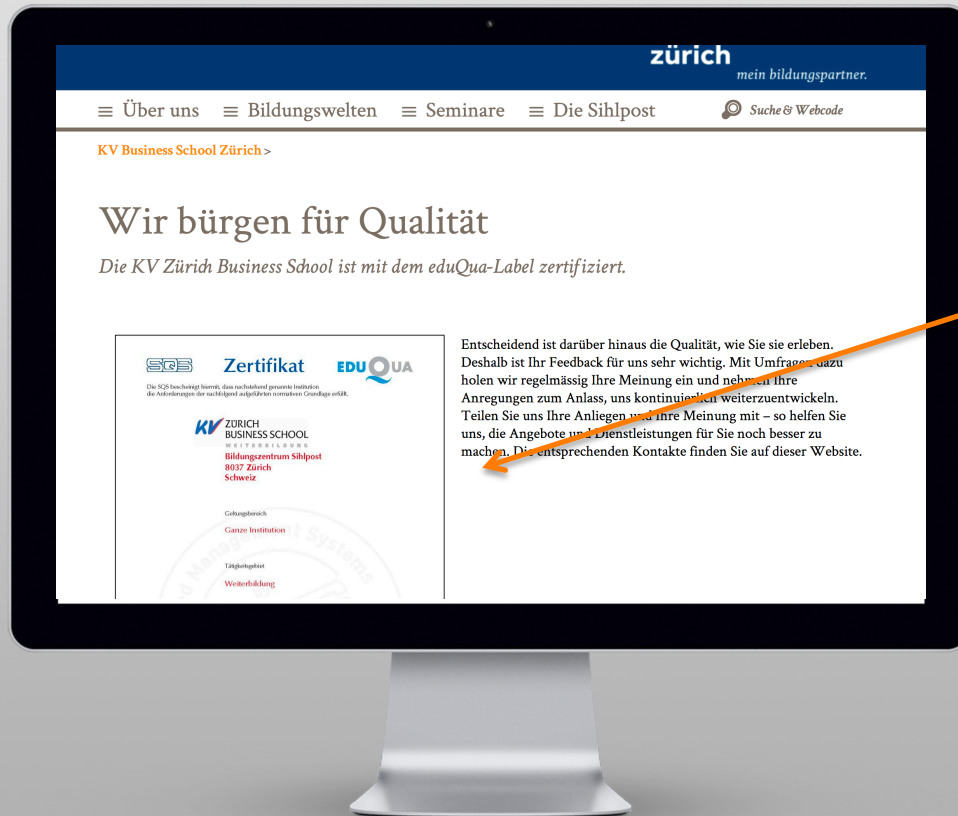 zürich
mein bildungspartner.
Über uns Bildungswelten Seminare Die Sihlpost Suche & Webcode
KV Business School Zürich >
Wir bürgen für Qualität
Die KV Zürich Business School ist mit dem eduQua-Label zertifiziert.
SQS Zertifikat EDUQUA
Die SQS bescheinigt hiermit, dass nachstehend genannte Institution
die Anforderungen der nachfolgend aufgeführten normativen Grundlage erfüllt.
KV ZÜRICH
BUSINESS SCHOOL
WEITERBILDUNG
Bildungszentrum Sihlpost
8037 Zürich
Schweiz
Geltungsbereich
Ganze Institution
Tätigkeitsgebiet
Weiterbildung
Entscheidend ist darüber hinaus die Qualität, wie Sie sie erleben.
Deshalb ist Ihr Feedback für uns sehr wichtig. Mit Umfragen dazu
holen wir regelmässig Ihre Meinung ein und nehmen Ihre
Anregungen zum Anlass, uns kontinuierlich weiterzuentwickeln.
Teilen Sie uns Ihre Anliegen und Ihre Meinung mit – so helfen Sie
uns, die Angebote und Dienstleistungen für Sie noch besser zu
machen. Die entsprechenden Kontakte finden Sie auf dieser Website.